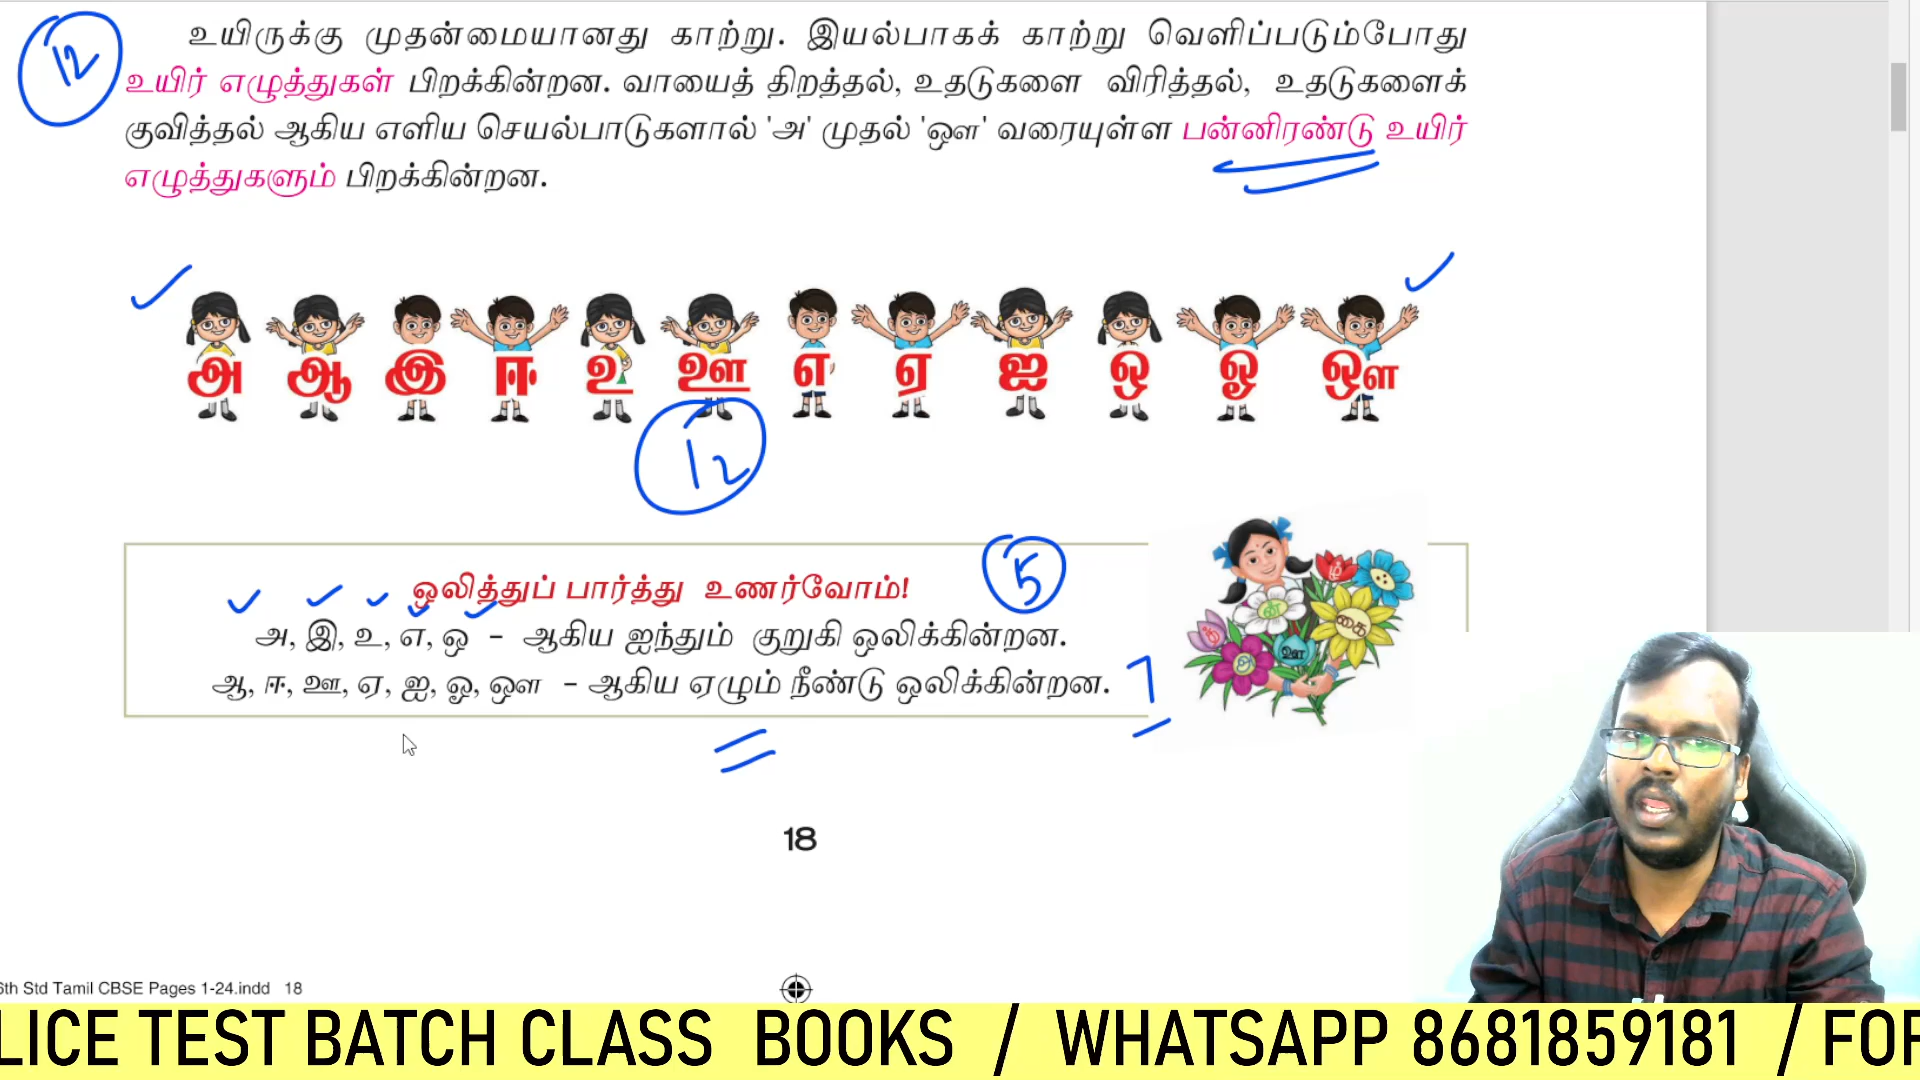 12
உயிருக்கு முதன்மையானது காற்று. இயல்பாகக் காற்று வெளிப்படும்போது
உயிர் எழுத்துகள் பிறக்கின்றன. வாயைத் திறத்தல், உதடுகளை விரித்தல், உதடுகளைக்
குவித்தல் ஆகிய எளிய செயல்பாடுகளால் 'அ' முதல் 'ஔ' வரையுள்ள பன்னிரண்டு உயிர்
எழுத்துகளும் பிறக்கின்றன.
அ ஆ இ ஈ உ ஊ எ ஏ ஐ ஒ ஓ ஔ
12
ஒலித்துப் பார்த்து உணர்வோம்! 5
அ, இ, உ, எ, ஒ - ஆகிய ஐந்தும் குறுகி ஒலிக்கின்றன.
ஆ, ஈ, ஊ, ஏ, ஐ, ஓ, ஔ - ஆகிய ஏழும் நீண்டு ஒலிக்கின்றன. 7
கை
ஊ
18
6th Std Tamil CBSE Pages 1-24.indd 18
LICE TEST BATCH CLASS BOOKS / WHATSAPP 8681859181 / FOR